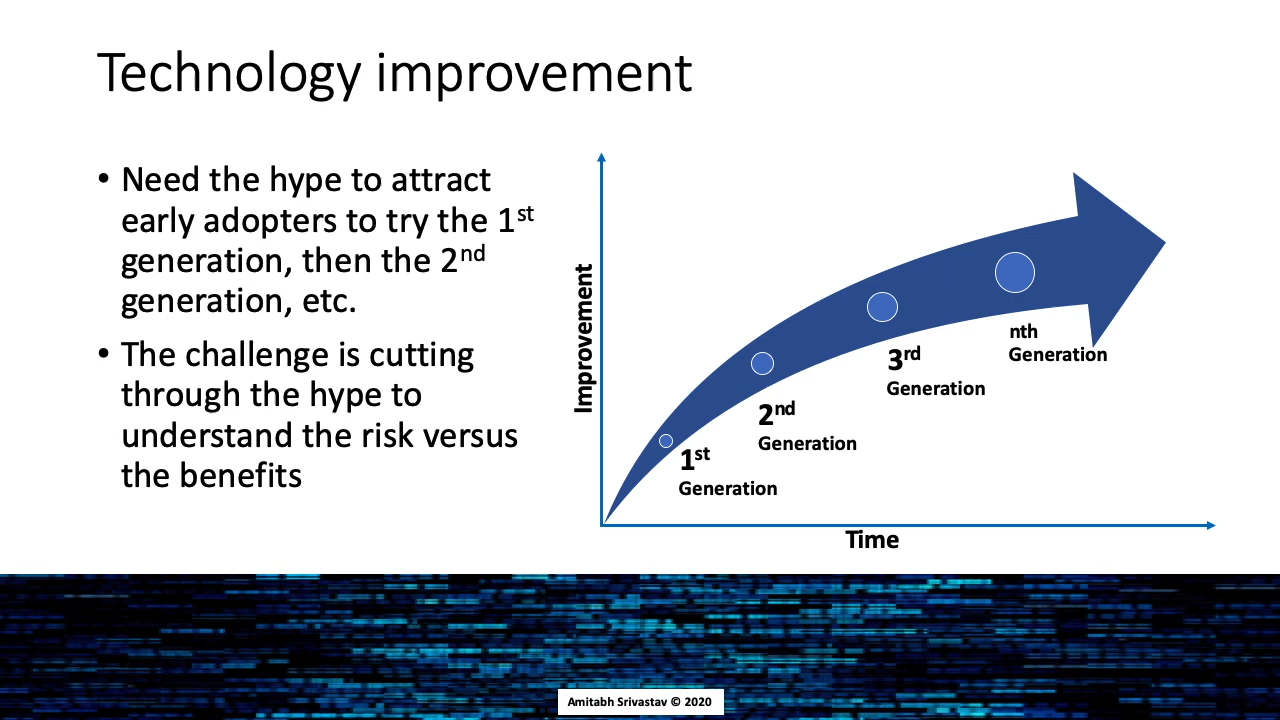 Technology improvement
• Need the hype to attract
early adopters to try the 1st
generation, then the 2nd
generation, etc.
• The challenge is cutting
through the hype to
understand the risk versus
the benefits
Improvement
1st
Generation
2nd
Generation
3rd
Generation
nth
Generation
Time
Amitabh Srivastav © 2020